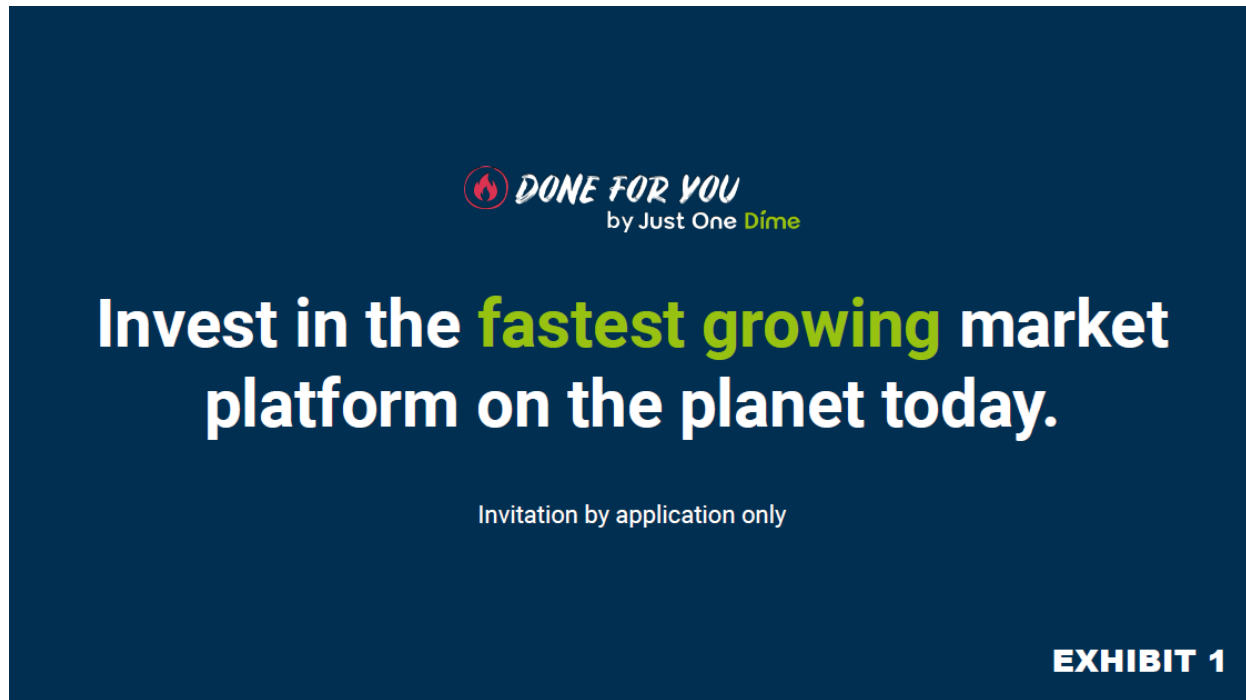 DONE FOR YOU
by Just One Dime
Invest in the fastest growing market
platform on the planet today.
Invitation by application only
EXHIBIT 1